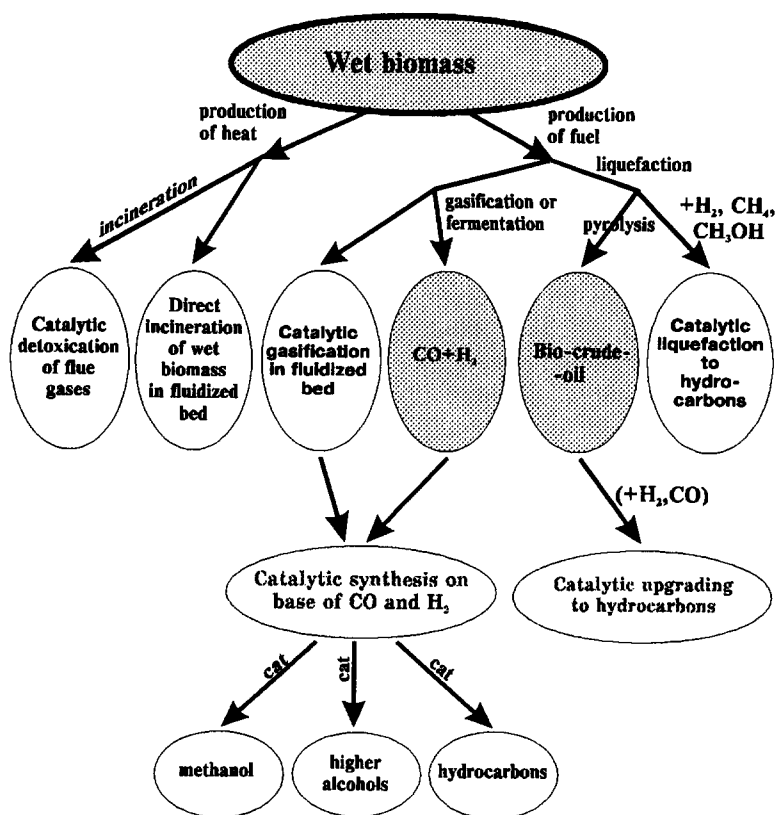 Wet biomass
production
of heat
production
of fuel
incineration
liquefaction
gasification or
fermentation
pyrolysis
+H₂, CH₄,
CH₃OH
Catalytic
detoxication
of flue
gases
Direct
incineration
of wet
biomass
in fluidized
bed
Catalytic
gasification
in fluidized
bed
CO+H₂
Bio-crude-
-oil
Catalytic
liquefaction
to
hydro-
carbons
(+H₂,CO)
Catalytic synthesis on
base of CO and H₂
Catalytic upgrading
to hydrocarbons
cat
cat
cat
methanol
higher
alcohols
hydrocarbons